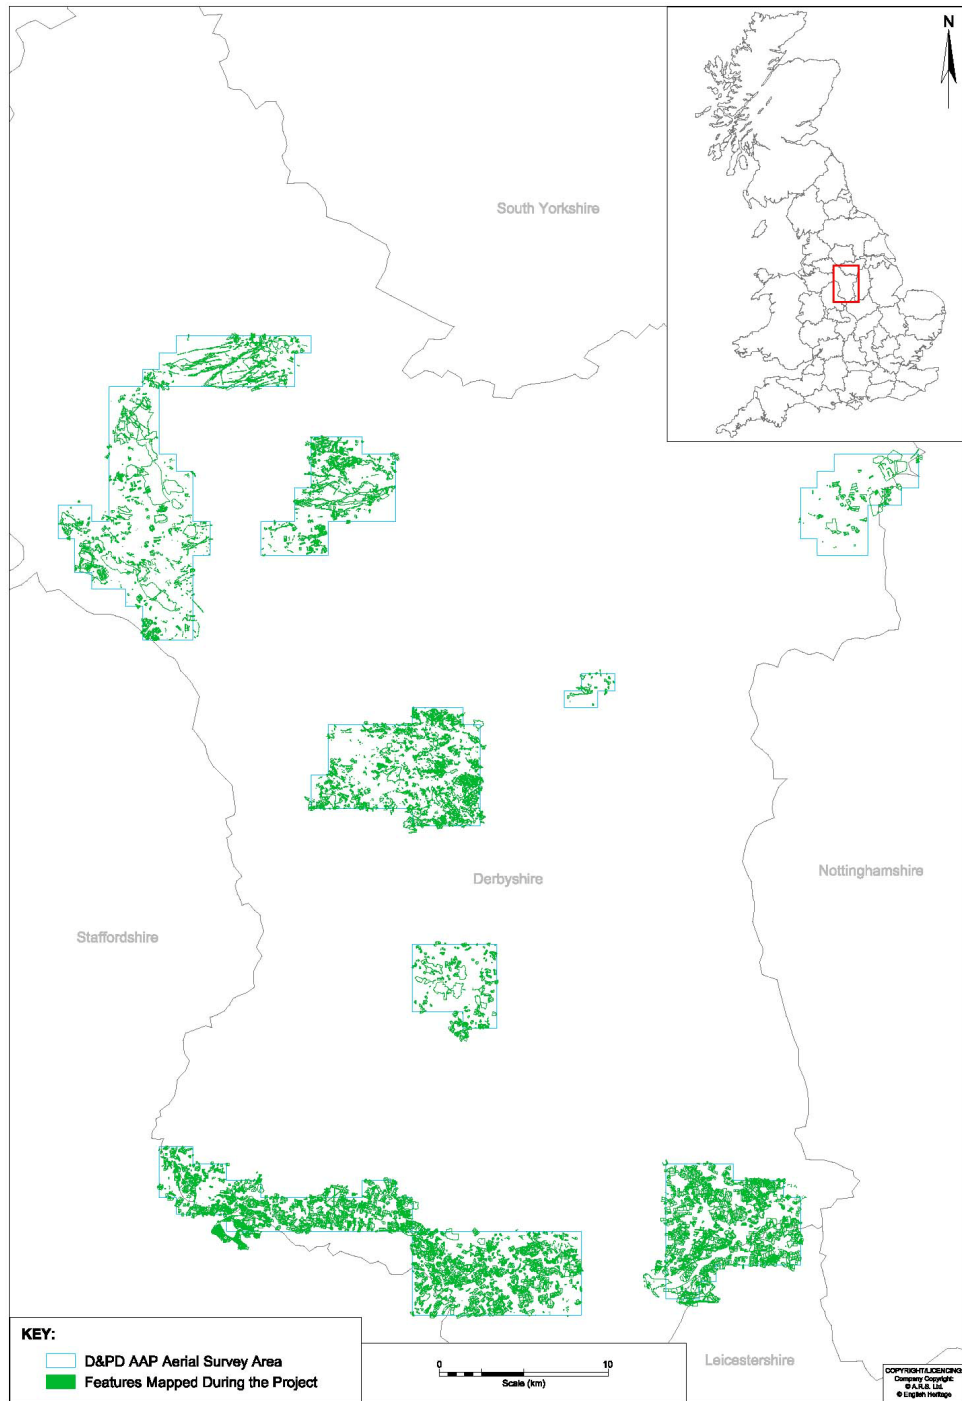 N
South Yorkshire
Nottinghamshire
Derbyshire
Staffordshire
Leicestershire
KEY:
D&PD AAP Aerial Survey Area
Features Mapped During the Project
0 10
Scale (km)
COPYRIGHT/LICENCING:
Company Copyright:
© A.R.S. Ltd.
© English Heritage